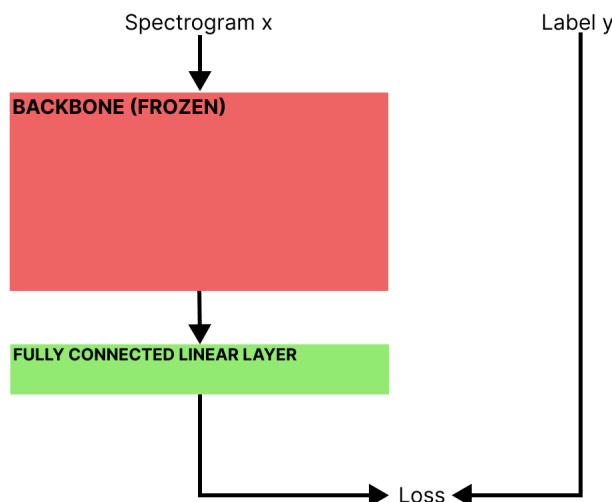 Spectrogram x
Label y
BACKBONE (FROZEN)
FULLY CONNECTED LINEAR LAYER
Loss